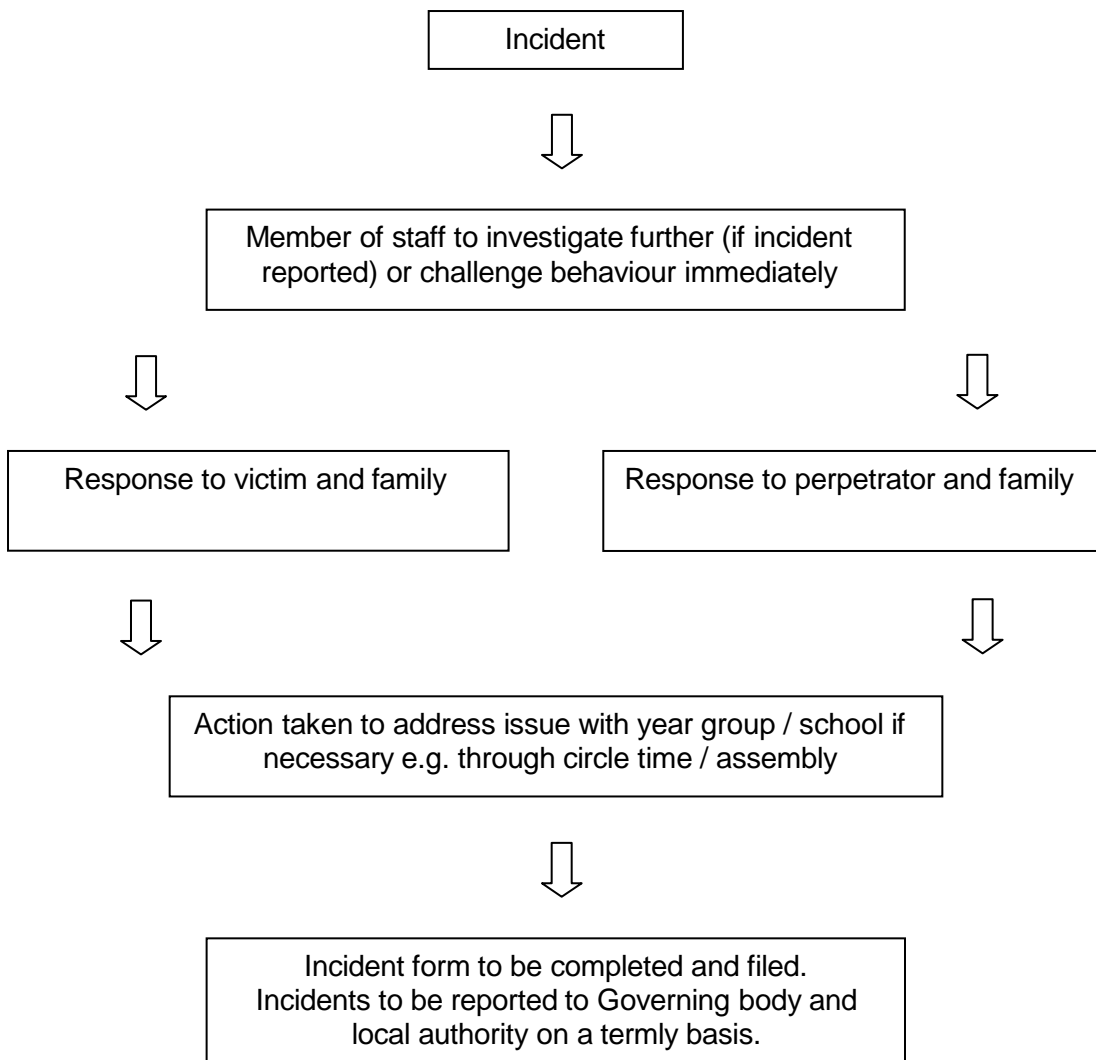 Incident
Member of staff to investigate further (if incident
reported) or challenge behaviour immediately
Response to victim and family
Response to perpetrator and family
Action taken to address issue with year group / school if
necessary e.g. through circle time / assembly
Incident form to be completed and filed.
Incidents to be reported to Governing body and
local authority on a termly basis.